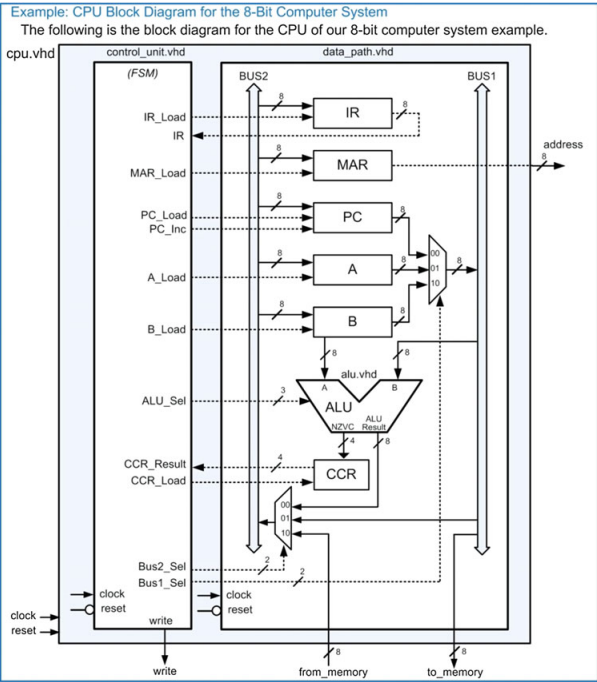 Example: CPU Block Diagram for the 8-Bit Computer System
The following is the block diagram for the CPU of our 8-bit computer system example.
cpu.vhd
control_unit.vhd
data_path.vhd
(FSM)
BUS2
BUS1
8
8
IR_Load
IR
IR
address
8
MAR_Load
MAR
8
8
PC_Load
PC_Inc
PC
8
00
8
A_Load
A
8
01
8
10
8
B_Load
B
8
8
8
alu.vhd
A
B
ALU_Sel
3
ALU
NZVC
ALU
Result
4
8
CCR_Result
4
CCR_Load
CCR
00
01
10
Bus2_Sel
2
Bus1_Sel
2
clock
reset
clock
reset
clock
reset
write
8
8
write
from_memory
to_memory